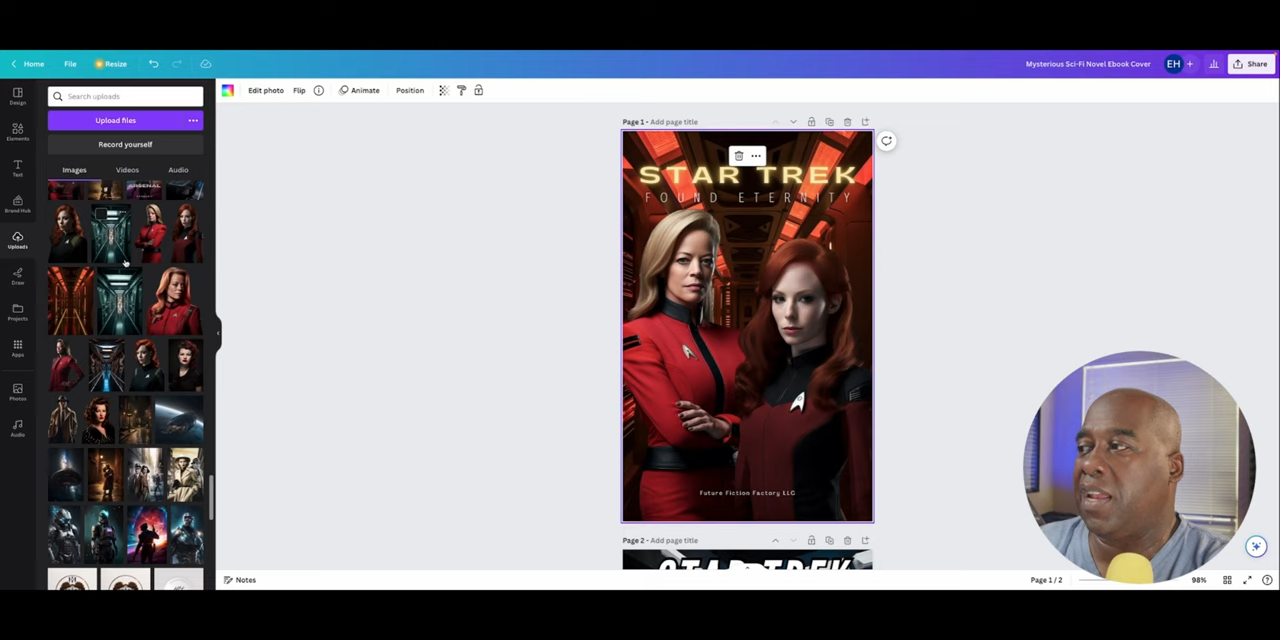 Home File Resize Mysterious Sci-Fi Novel Ebook Cover EH + Share
Design
Elements
Text
Brand Hub
Uploads
Draw
Projects
Apps
Photos
Audio
Search uploads
Upload files
Record yourself
Images Videos Audio
ARSENAL
Edit photo Flip Animate Position
Page 1 - Add page title
STAR TREK
FOUND ETERNITY
Future Fiction Factory LLC
Page 2 - Add page title
STAR TREK
Notes
Page 1 / 2 98%